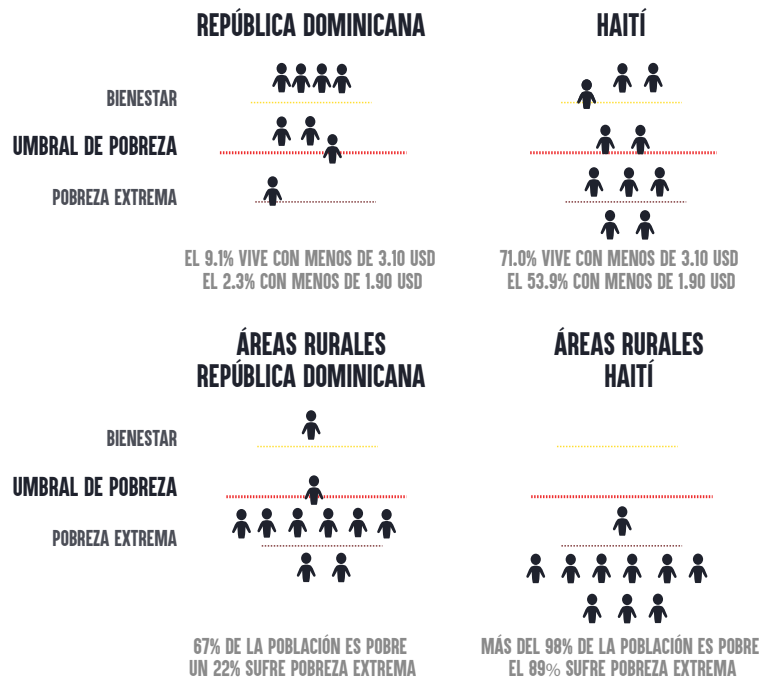 REPÚBLICA DOMINICANA
HAITÍ
BIENESTAR
UMBRAL DE POBREZA
POBREZA EXTREMA
EL 9.1% VIVE CON MENOS DE 3.10 USD
EL 2.3% CON MENOS DE 1.90 USD
71.0% VIVE CON MENOS DE 3.10 USD
EL 53.9% CON MENOS DE 1.90 USD
ÁREAS RURALES
REPÚBLICA DOMINICANA
ÁREAS RURALES
HAITÍ
BIENESTAR
UMBRAL DE POBREZA
POBREZA EXTREMA
67% DE LA POBLACIÓN ES POBRE
UN 22% SUFRE POBREZA EXTREMA
MÁS DEL 98% DE LA POBLACIÓN ES POBRE
EL 89% SUFRE POBREZA EXTREMA